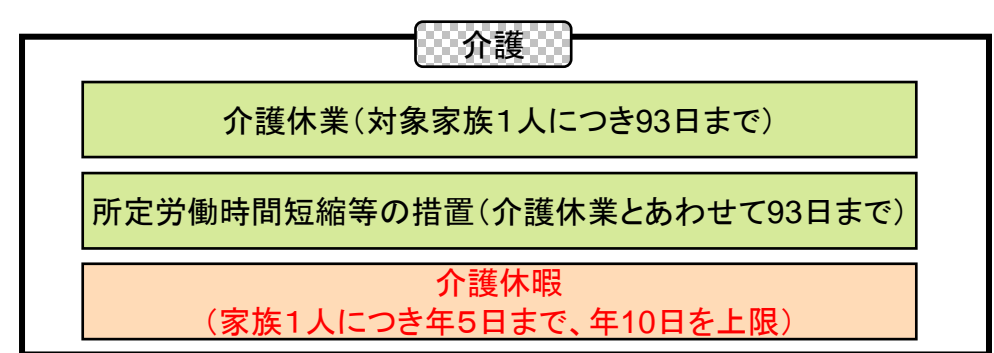 介護
介護休業（対象家族１人につき93日まで）
所定労働時間短縮等の措置（介護休業とあわせて93日まで）
介護休暇
（家族１人につき年５日まで、年10日を上限）